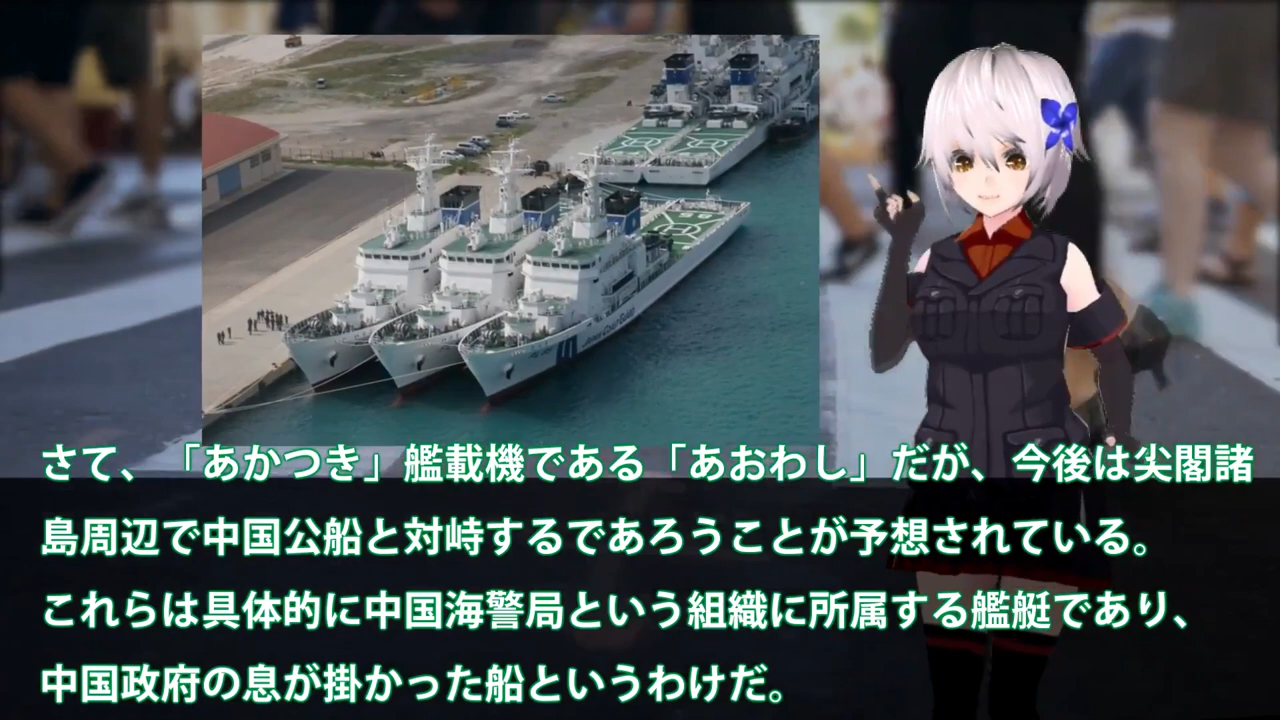 さて、「あかつき」艦載機である「あおわし」だが、今後は尖閣諸
島周辺で中国公船と対峙するであろうことが予想されている。
これらは具体的に中国海警局という組織に所属する艦艇であり、
中国政府の息が掛かった船というわけだ。
JAPAN COAST GUARD